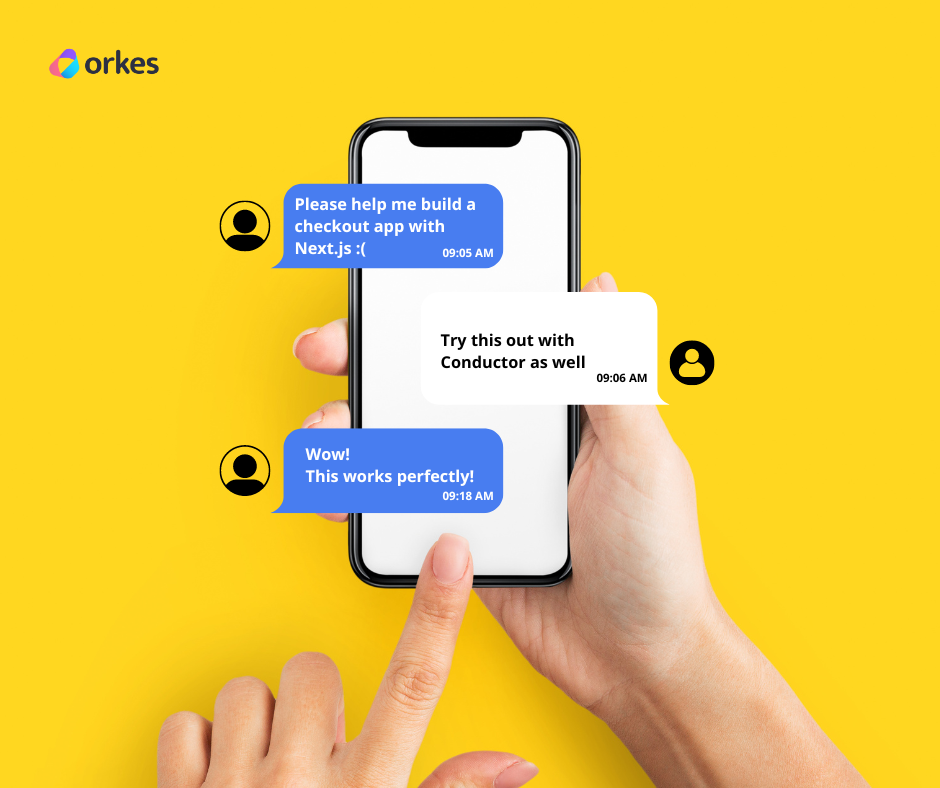 orkes
Please help me build a
checkout app with
Next.js :(
09:05 AM
Try this out with
Conductor as well
09:06 AM
Wow!
This works perfectly!
09:18 AM